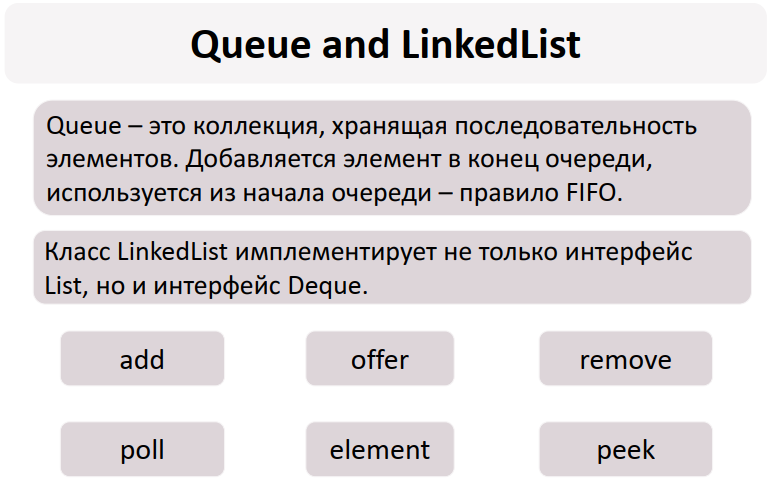 Queue and LinkedList
Queue – это коллекция, хранящая последовательность
элементов. Добавляется элемент в конец очереди,
используется из начала очереди – правило FIFO.
Класс LinkedList имплементирует не только интерфейс
List, но и интерфейс Deque.
add offer remove
poll element peek